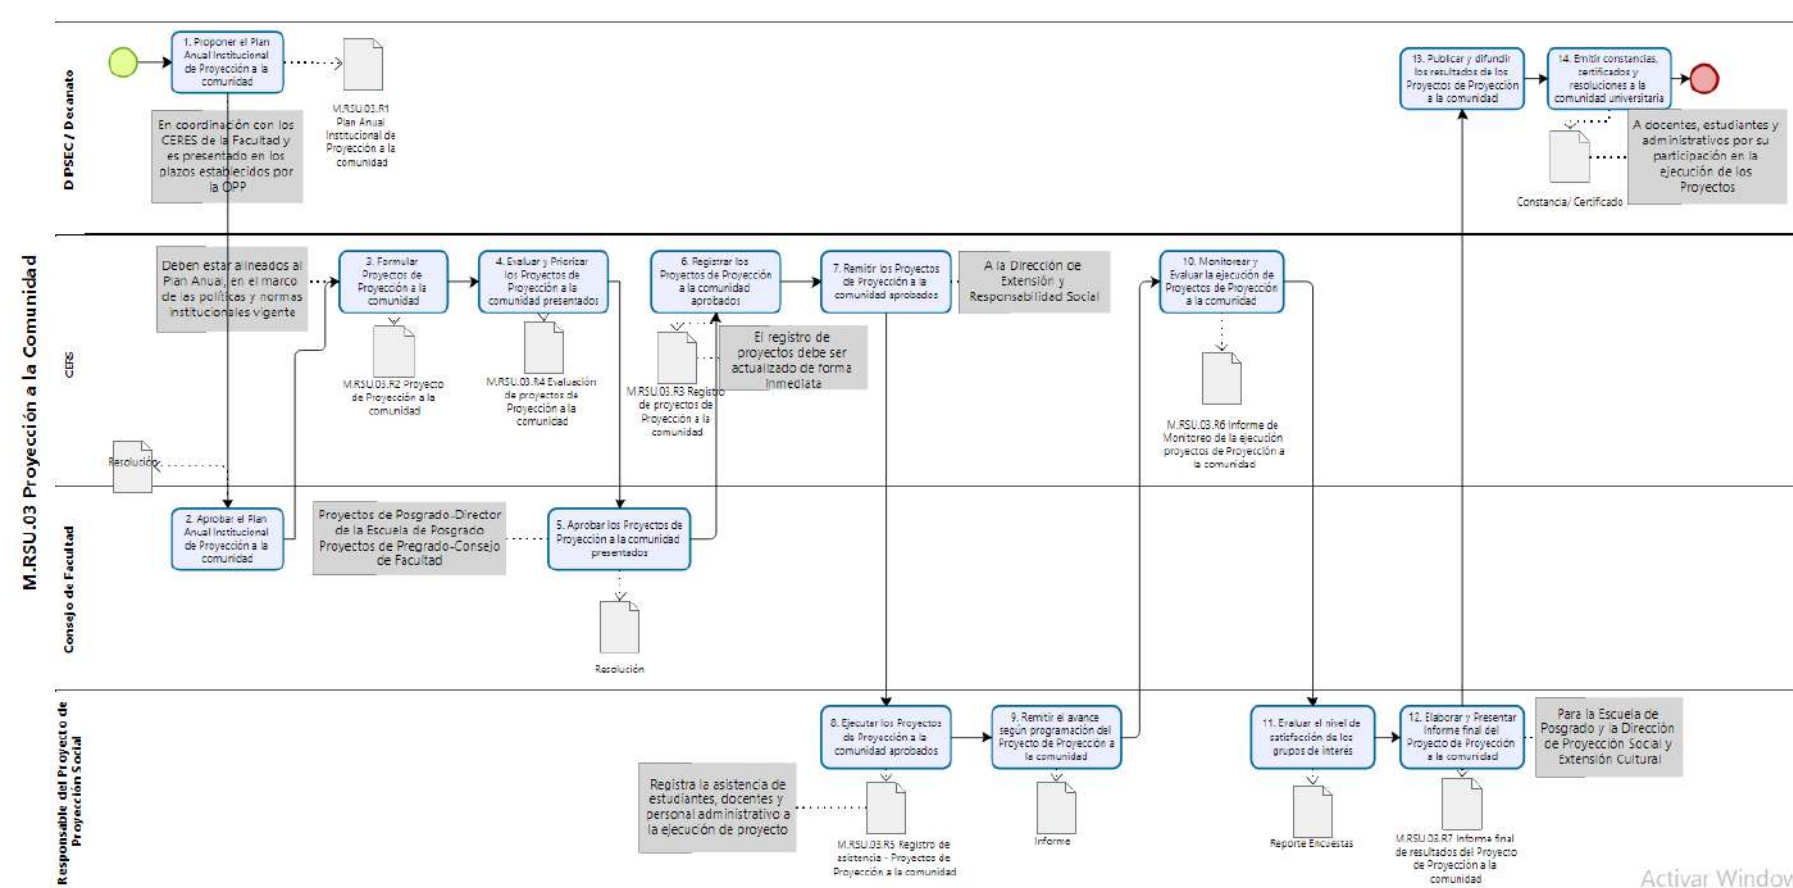 M.RSU.03 Proyección a la Comunidad
DPSEC / Decanato
1. Proponer el Plan
Anual Institucional
de Proyección a la
comunidad
M.RSU.03.R1
Plan Anual
Institucional de
Proyección a la
comunidad
En coordinación con los
CERES de la Facultad y
es presentado en los
plazos establecidos por
la OPP
13. Publicar y difundir
los resultados de los
Proyectos de Proyección
a la comunidad
14. Emitir constancias,
certificados y
resoluciones a la
comunidad universitaria
A docentes, estudiantes y
administrativos por su
participación en la
ejecución de los
Proyectos
Constancia/ Certificado
CERS
Deben estar alineados al
Plan Anual, en el marco
de las políticas y normas
institucionales vigente
3. Formular
Proyectos de
Proyección a la
comunidad
M.RSU.03.R2 Proyecto
de Proyección a la
comunidad
4. Evaluar y Priorizar
los Proyectos de
Proyección a la
comunidad presentados
M.RSU.03.R4 Evaluación
de proyectos de
Proyección a la
comunidad
6. Registrar los
Proyectos de Proyección
a la comunidad
aprobados
M.RSU.03.R3 Registro
de proyectos de
Proyección a la
comunidad
El registro de
proyectos debe ser
actualizado de forma
inmediata
7. Remitir los Proyectos
de Proyección a la
comunidad aprobados
A la Dirección de
Extensión y
Responsabilidad Social
10. Monitorear y
Evaluar la ejecución de
Proyectos de Proyección
a la comunidad
M.RSU.03.R6 Informe de
Monitoreo de la ejecución
proyectos de Proyección a
la comunidad
Resolución
Consejo de Facultad
2. Aprobar el Plan
Anual Institucional
de Proyección a la
comunidad
Proyectos de Posgrado-Director
de la Escuela de Posgrado
Proyectos de Pregrado-Consejo
de Facultad
5. Aprobar los Proyectos de
Proyección a la comunidad
presentados
Resolución
Responsable del Proyecto de
Proyección Social
8. Ejecutar los Proyectos
de Proyección a la
comunidad aprobados
Registra la asistencia de
estudiantes, docentes y
personal administrativo a
la ejecución de proyecto
M.RSU.03.R5 Registro de
asistencia - Proyectos de
Proyección a la comunidad
9. Remitir el avance
según programación del
Proyecto de Proyección a
la comunidad
Informe
11. Evaluar el nivel de
satisfacción de los
grupos de interés
Reporte Encuestas
12. Elaborar y Presentar
Informe final del
Proyecto de Proyección
a la comunidad
M.RSU.03.R7 Informe final
de resultados del Proyecto
de Proyección a la
comunidad
Para la Escuela de
Posgrado y la Dirección
de Proyección Social y
Extensión Cultural
Activar Window